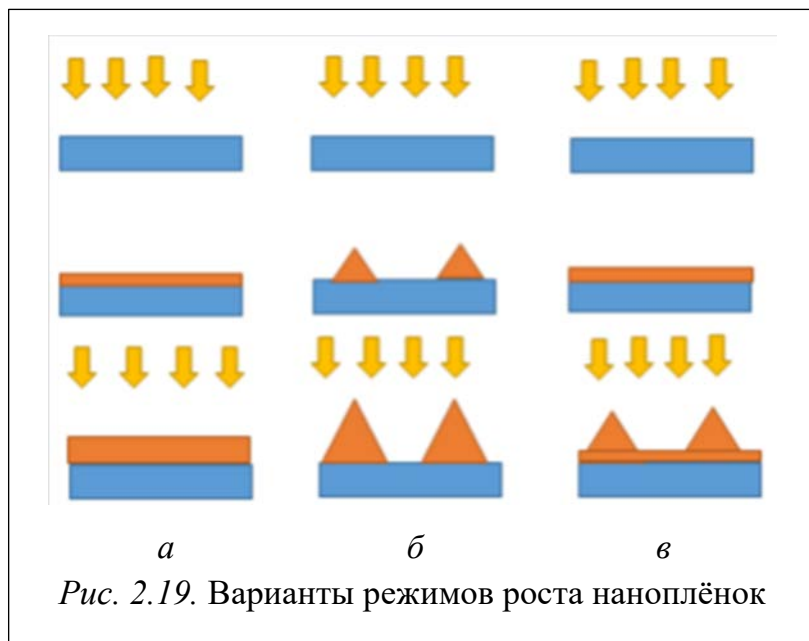 а б в
Рис. 2.19. Варианты режимов роста наноплёнок